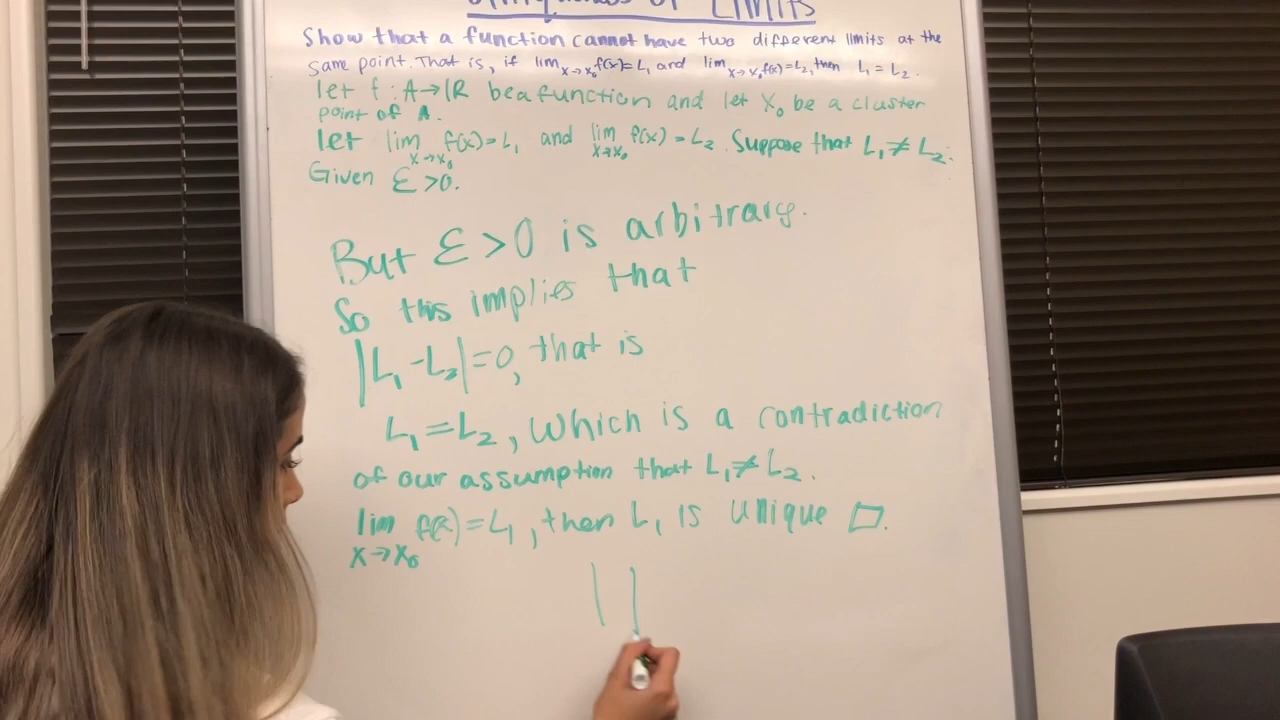 of Limits
Show that a function cannot have two different limits at the
same point. That is, if lim x→x₀ f(x)=L₁ and lim x→x₀ f(x)=L₂, then L₁=L₂.
let f:A→ℝ be a function and let x₀ be a cluster
point of A.
let lim x→x₀ f(x)=L₁ and lim x→x₀ f(x)=L₂. Suppose that L₁≠L₂.
Given ε>0.
But ε>0 is arbitrary.
So this implies that
|L₁-L₂|=0, that is
L₁=L₂, which is a contradiction
of our assumption that L₁≠L₂.
lim x→x₀ f(x)=L₁, then L₁ is unique □.